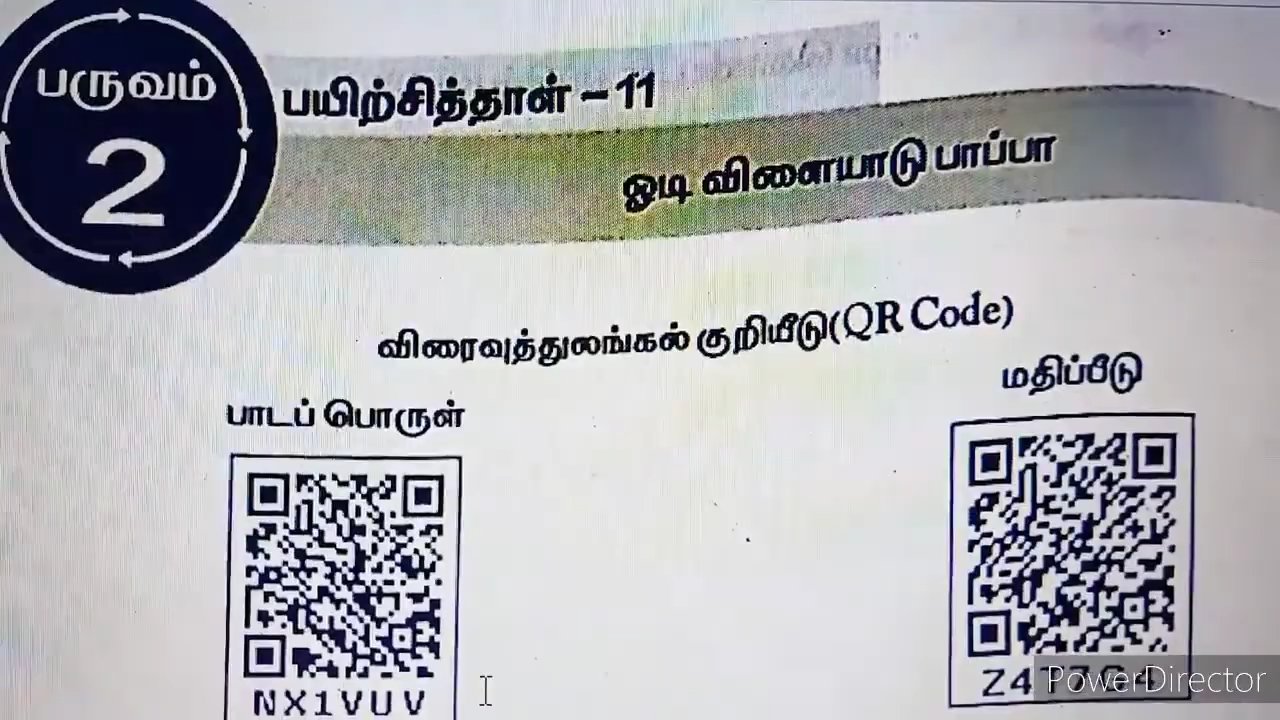 பருவம்
2
பயிற்சித்தாள் – 11
ஓடி விளையாடு பாப்பா
விரைவுத்துலங்கல் குறியீடு(QR Code)
மதிப்பீடு
பாடப் பொருள்
NX1VUV
PowerDirector